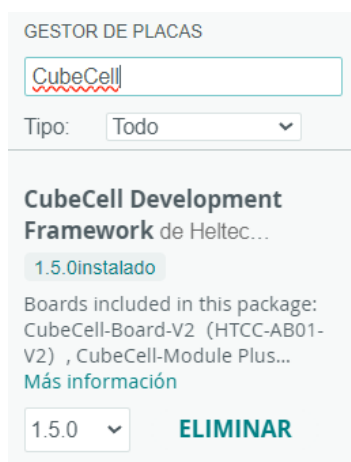 GESTOR DE PLACAS
CubeCell
Tipo: Todo
CubeCell Development
Framework de Heltec...
1.5.0instalado
Boards included in this package:
CubeCell-Board-V2（HTCC-AB01-
V2）, CubeCell-Module Plus...
Más información
1.5.0 ELIMINAR